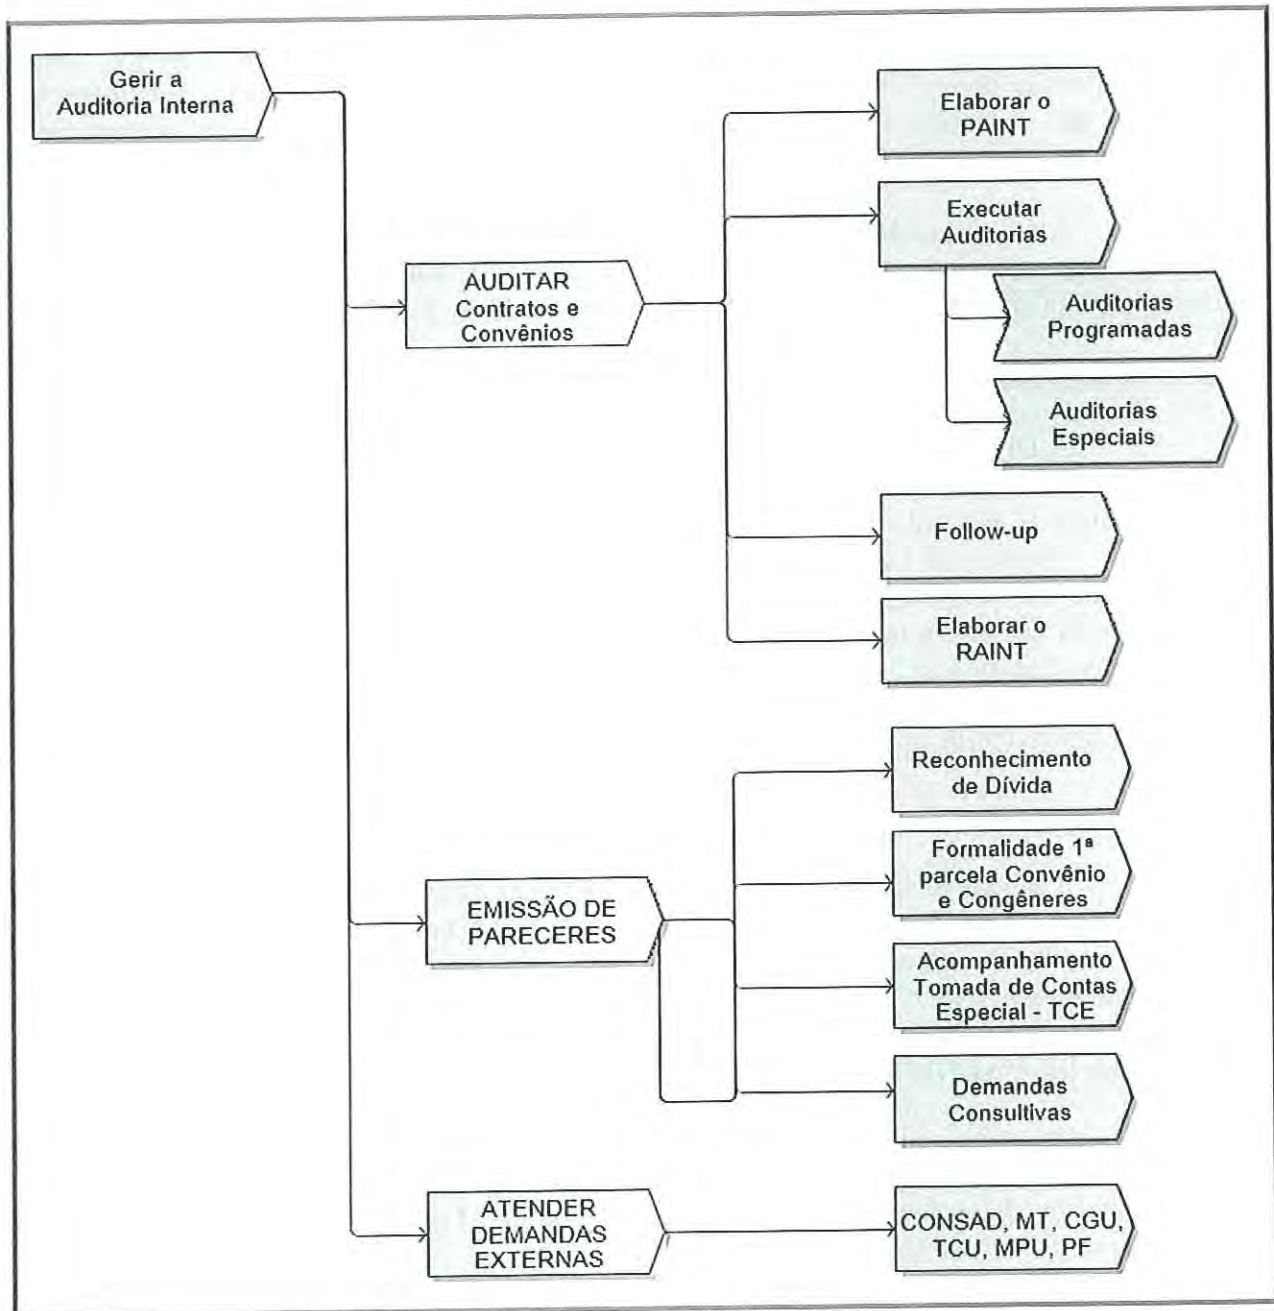 Gerir a
Auditoria Interna
AUDITAR
Contratos e
Convênios
Elaborar o
PAINT
Executar
Auditorias
Auditorias
Programadas
Auditorias
Especiais
Follow-up
Elaborar o
RAINT
EMISSÃO DE
PARECERES
Reconhecimento
de Dívida
Formalidade 1ª
parcela Convênio
e Congêneres
Acompanhamento
Tomada de Contas
Especial - TCE
Demandas
Consultivas
ATENDER
DEMANDAS
EXTERNAS
CONSAD, MT, CGU,
TCU, MPU, PF